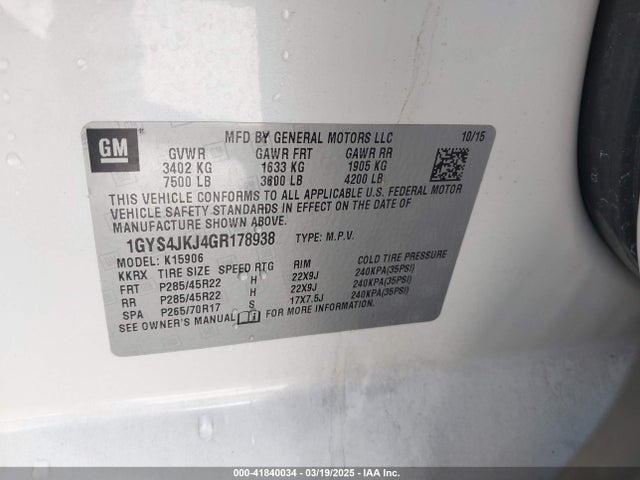 GM
MFD BY GENERAL MOTORS LLC 10/15
GVWR GAWR FRT GAWR RR
3402 KG 1633 KG 1905 KG
7500 LB 3600 LB 4200 LB
THIS VEHICLE CONFORMS TO ALL APPLICABLE U.S. FEDERAL MOTOR
VEHICLE SAFETY STANDARDS IN EFFECT ON THE DATE OF
MANUFACTURE SHOWN ABOVE.
1GYS4JKJ4GR178938 TYPE: M.P.V.
MODEL: K15906
KKRX TIRE SIZE SPEED RTG RIM COLD TIRE PRESSURE
FRT P285/45R22 H 22X9J 240KPA(35PSI)
RR P285/45R22 H 22X9J 240KPA(35PSI)
SPA P265/70R17 S 17X7.5J 240KPA(35PSI)
SEE OWNER'S MANUAL FOR MORE INFORMATION.
000-41840034 — 03/19/2025 — IAA Inc.